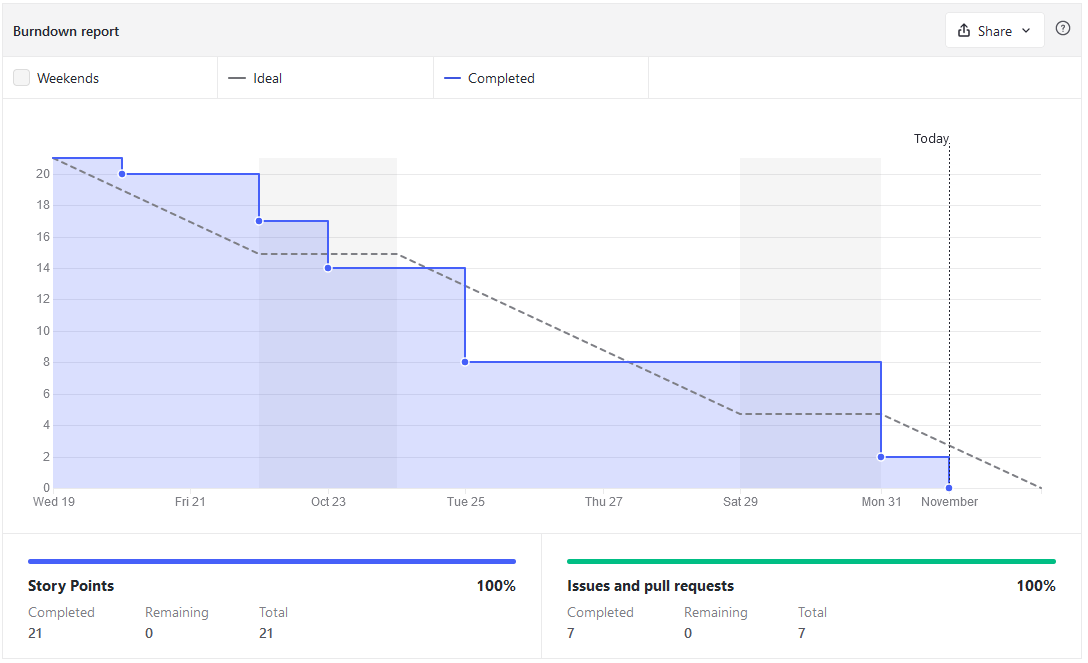 Burndown report
Share
Weekends
Ideal
Completed
Today
20
18
16
14
12
10
8
6
4
2
0
Wed 19 Fri 21 Oct 23 Tue 25 Thu 27 Sat 29 Mon 31 November
Story Points 100%
Completed Remaining Total
21 0 21
Issues and pull requests 100%
Completed Remaining Total
7 0 7